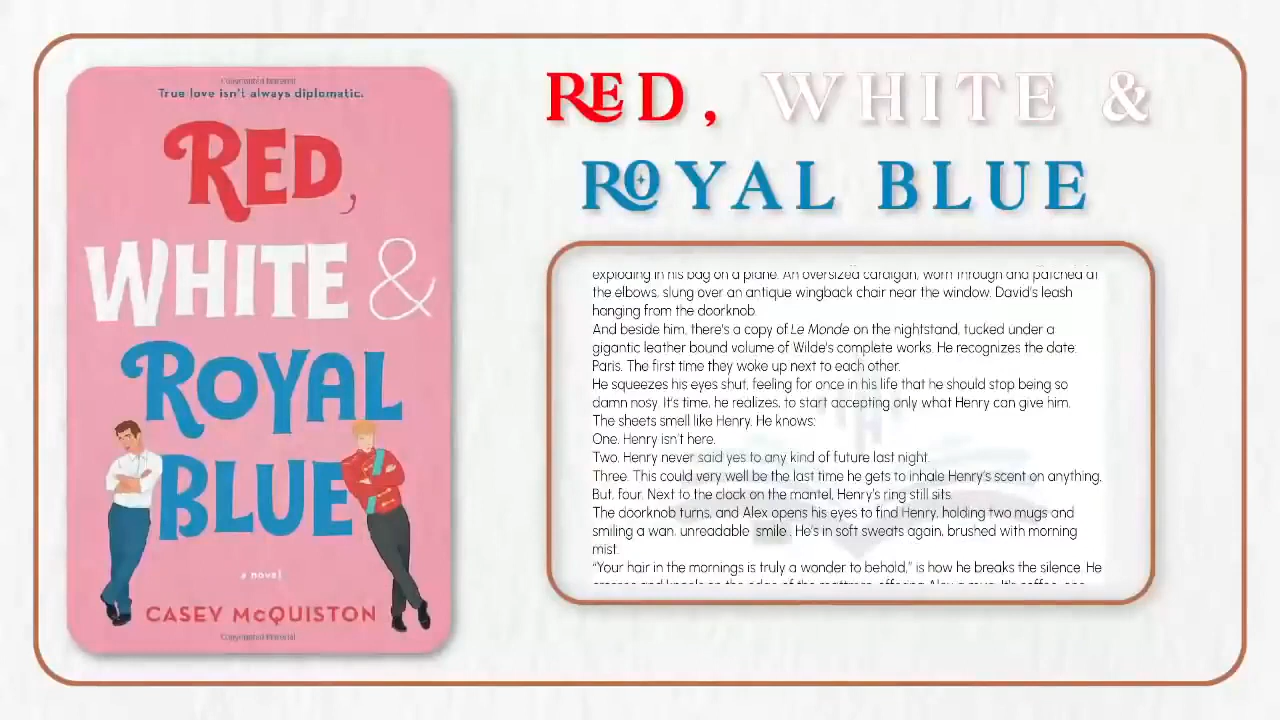 Copyrighted Material
True love isn't always diplomatic.
RED,
WHITE &
ROYAL
BLUE
a novel
CASEY McQUISTON
Copyrighted Material
RED, WHITE &
ROYAL BLUE
exploding in his bag on a plane. An oversized cardigan, worn through and patched at
the elbows, slung over an antique wingback chair near the window. David's leash
hanging from the doorknob.
And beside him, there's a copy of Le Monde on the nightstand, tucked under a
gigantic leather bound volume of Wilde's complete works. He recognizes the date:
Paris. The first time they woke up next to each other.
He squeezes his eyes shut, feeling for once in his life that he should stop being so
damn nosy. It's time, he realizes, to start accepting only what Henry can give him.
The sheets smell like Henry. He knows:
One. Henry isn't here.
Two. Henry never said yes to any kind of future last night.
Three. This could very well be the last time he gets to inhale Henry's scent on anything.
But, four. Next to the clock on the mantel, Henry's ring still sits.
The doorknob turns, and Alex opens his eyes to find Henry, holding two mugs and
smiling a wan, unreadable smile . He's in soft sweats again, brushed with morning
mist.
“Your hair in the mornings is truly a wonder to behold,” is how he breaks the silence. He